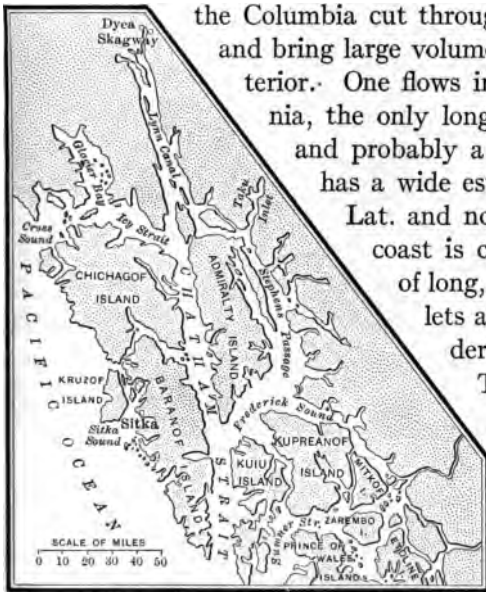 the Columbia cut throug
and bring large volume
terior. One flows in
nia, the only long
and probably a
has a wide es
Lat. and no
coast is c
of long,
lets a
der
T
Dyea
Skagway
Lynn Canal
Glacier Bay
Taku
Inlet
Cross
Sound
Icy Strait
CHICHAGOF
ISLAND
ADMIRALTY
ISLAND
Stephens Passage
CHATHAM
STRAIT
PACIFIC OCEAN
KRUZOF
ISLAND
BARANOF
ISLAND
Sitka
Sitka
Sound
Frederick Sound
KUPREANOF
ISLAND
KUIU
ISLAND
MITKOF
Sumner Str.
ZAREMBO
PRINCE OF
WALES
ISLANDS
SCALE OF MILES
0 10 20 30 40 50